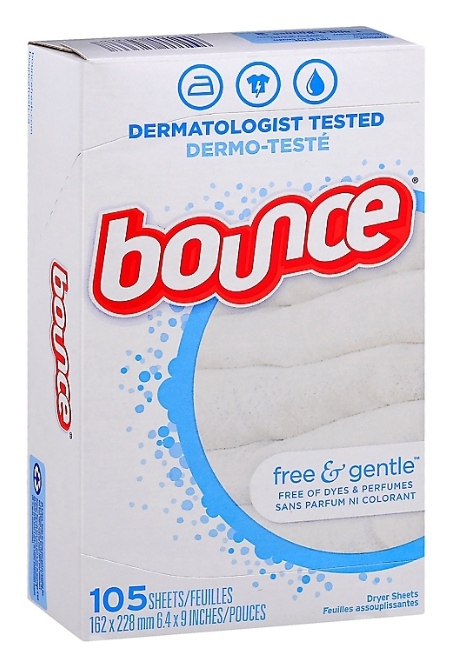 DERMATOLOGIST TESTED
DERMO-TESTÉ
bounce®
bounce®
free & gentle™
FREE OF DYES & PERFUMES
SANS PARFUM NI COLORANT
105 SHEETS/FEUILLES
162 x 228 mm 6.4 x 9 INCHES/POUCES
Dryer Sheets
Feuilles assouplissantes